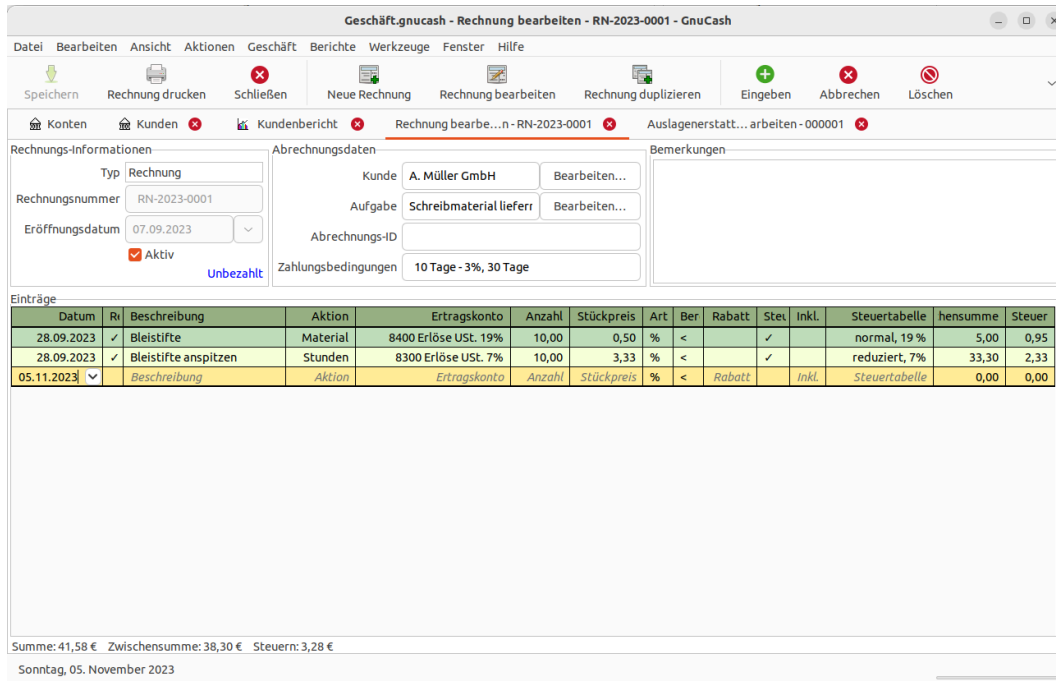 Geschäft.gnucash - Rechnung bearbeiten - RN-2023-0001 - GnuCash
Datei Bearbeiten Ansicht Aktionen Geschäft Berichte Werkzeuge Fenster Hilfe
Speichern Rechnung drucken Schließen Neue Rechnung Rechnung bearbeiten Rechnung duplizieren Eingeben Abbrechen Löschen
Konten Kunden Kundenbericht Rechnung bearbe…n - RN-2023-0001 Auslagenerstatt… arbeiten - 000001
Rechnungs-Informationen Abrechnungsdaten Bemerkungen
Typ Rechnung Kunde A. Müller GmbH Bearbeiten…
Rechnungsnummer RN-2023-0001 Aufgabe Schreibmaterial liefern Bearbeiten…
Eröffnungsdatum 07.09.2023 Abrechnungs-ID
Aktiv
Unbezahlt Zahlungsbedingungen 10 Tage - 3%, 30 Tage
Einträge
Datum Re Beschreibung Aktion Ertragskonto Anzahl Stückpreis Art Ber Rabatt Steu Inkl. Steuertabelle hensumme Steuer
28.09.2023 ✓ Bleistifte Material 8400 Erlöse USt. 19% 10,00 0,50 % < ✓ normal, 19 % 5,00 0,95
28.09.2023 ✓ Bleistifte anspitzen Stunden 8300 Erlöse USt. 7% 10,00 3,33 % < ✓ reduziert, 7% 33,30 2,33
05.11.2023 Beschreibung Aktion Ertragskonto Anzahl Stückpreis % < Rabatt Inkl. Steuertabelle 0,00 0,00
Summe: 41,58 € Zwischensumme: 38,30 € Steuern: 3,28 €
Sonntag, 05. November 2023